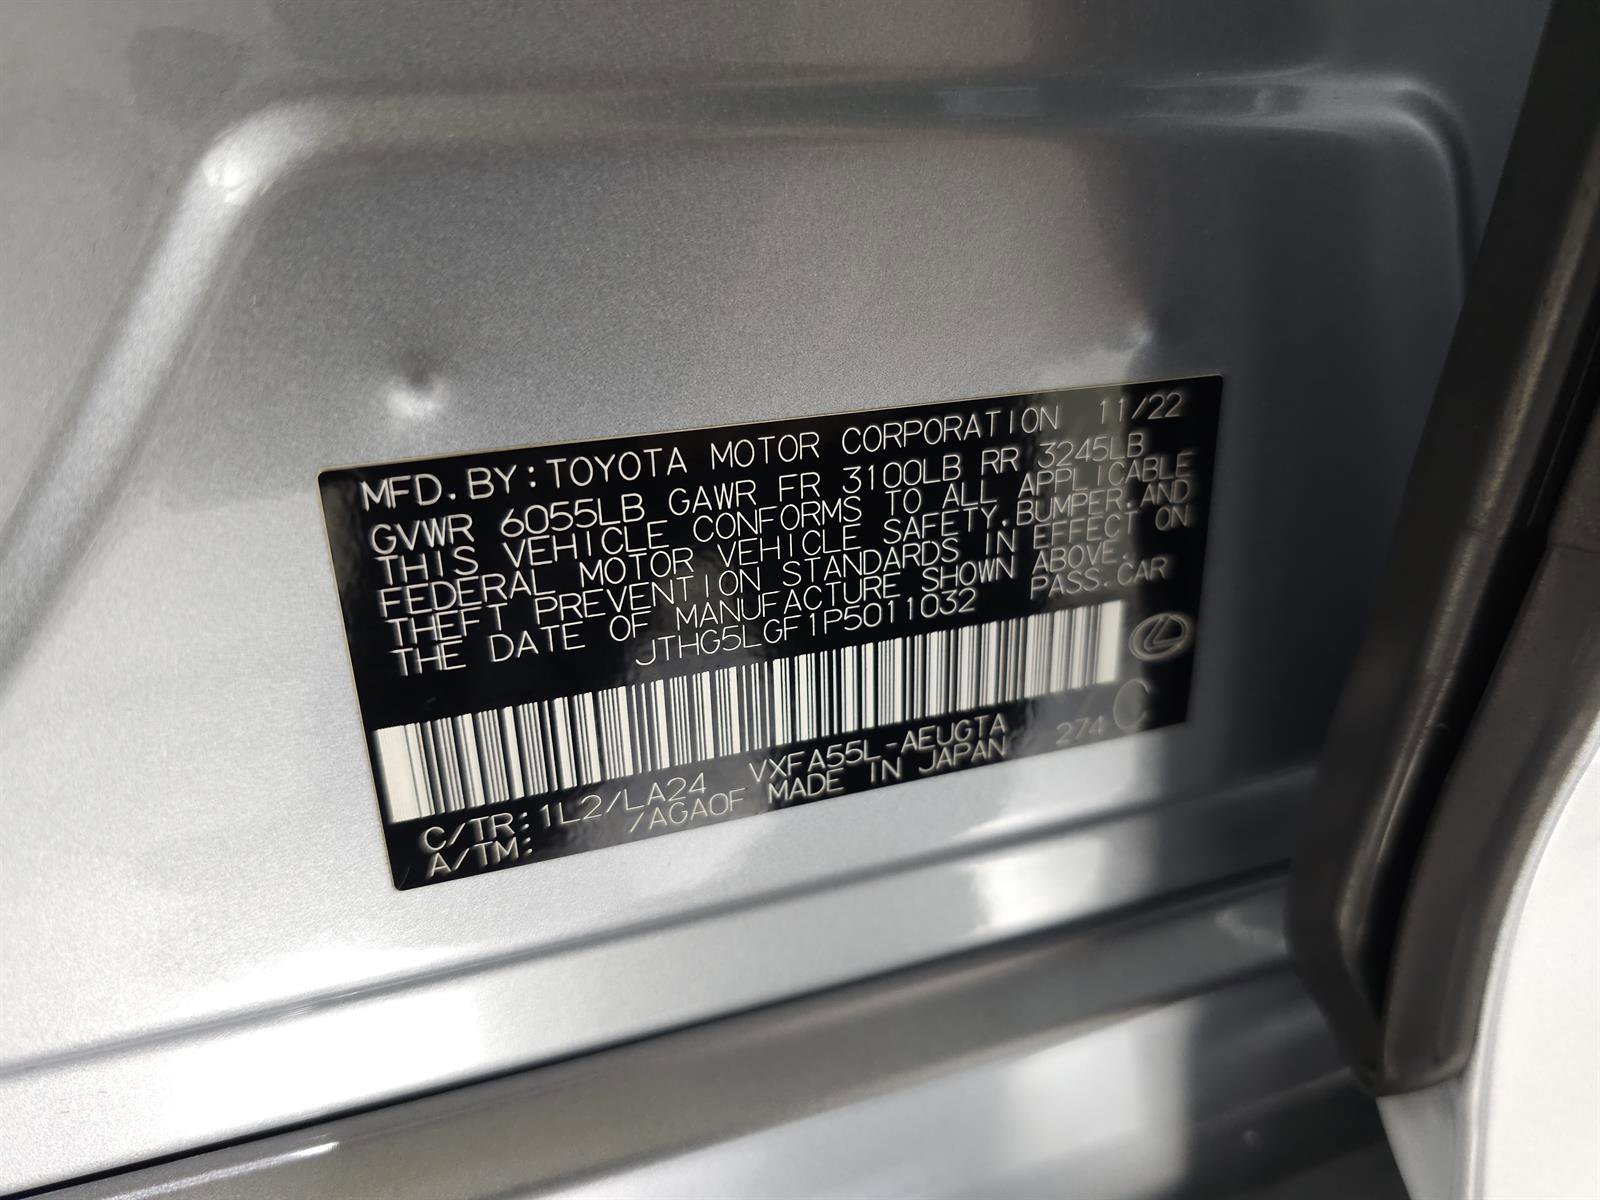 MFD. BY: TOYOTA MOTOR CORPORATION 11/22
GVWR 6055LB GAWR FR 3100LB RR 3245LB
THIS VEHICLE CONFORMS TO ALL APPLICABLE
FEDERAL MOTOR VEHICLE SAFETY, BUMPER, AND
THEFT PREVENTION STANDARDS IN EFFECT ON
THE DATE OF MANUFACTURE SHOWN ABOVE.
JTHG5LGF1P5011032 PASS. CAR
C/TR: 1L2/LA24 VXFA55L-AEUGTA 274 C
A/TM: /AGA0F MADE IN JAPAN